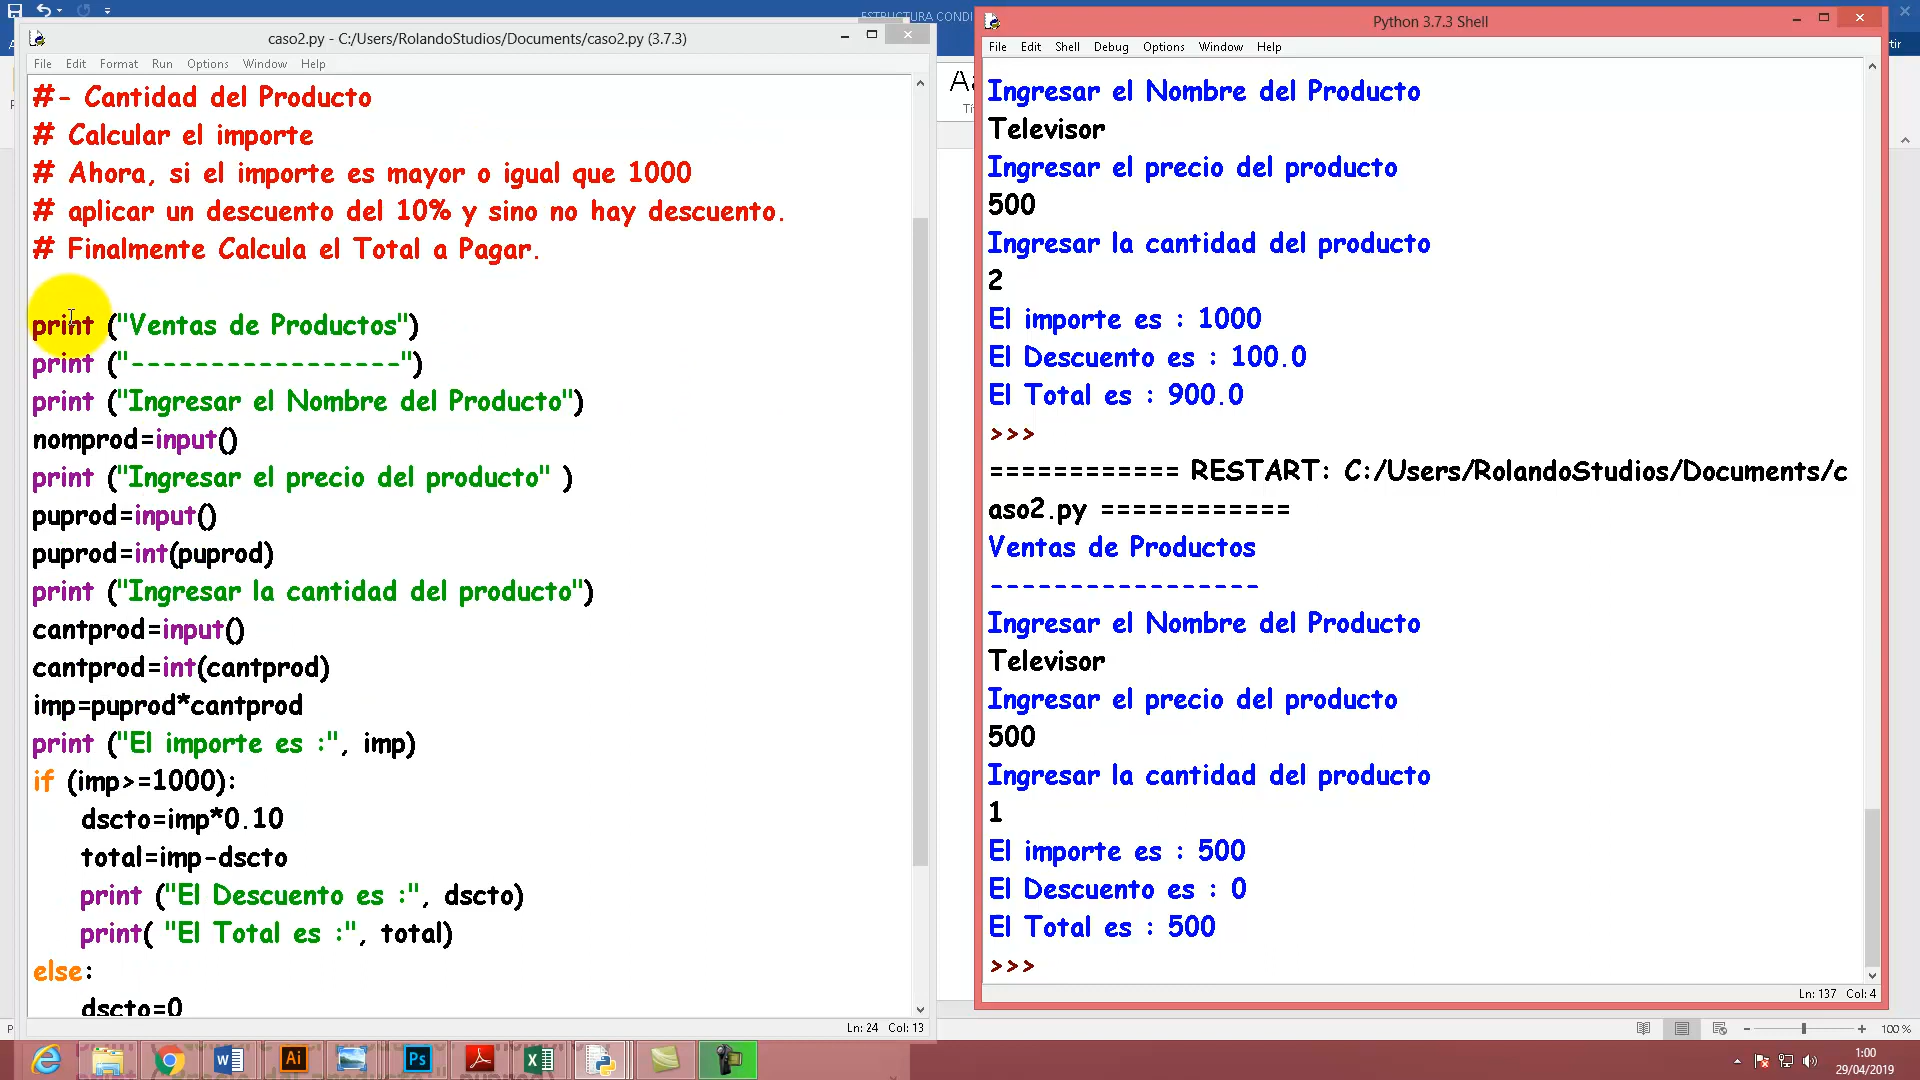 ESTRUCTURA CONDI
caso2.py - C:/Users/RolandoStudios/Documents/caso2.py (3.7.3)
File Edit Format Run Options Window Help
#- Cantidad del Producto
# Calcular el importe
# Ahora, si el importe es mayor o igual que 1000
# aplicar un descuento del 10% y sino no hay descuento.
# Finalmente Calcula el Total a Pagar.
print ("Ventas de Productos")
print ("-----------------")
print ("Ingresar el Nombre del Producto")
nomprod=input()
print ("Ingresar el precio del producto" )
puprod=input()
puprod=int(puprod)
print ("Ingresar la cantidad del producto")
cantprod=input()
cantprod=int(cantprod)
imp=puprod*cantprod
print ("El importe es :", imp)
if (imp>=1000):
dscto=imp*0.10
total=imp-dscto
print ("El Descuento es :", dscto)
print( "El Total es :", total)
else:
dscto=0
Ln: 24 Col: 13
Python 3.7.3 Shell
File Edit Shell Debug Options Window Help
Ingresar el Nombre del Producto
Televisor
Ingresar el precio del producto
500
Ingresar la cantidad del producto
2
El importe es : 1000
El Descuento es : 100.0
El Total es : 900.0
>>>
============ RESTART: C:/Users/RolandoStudios/Documents/c
aso2.py ============
Ventas de Productos
-----------------
Ingresar el Nombre del Producto
Televisor
Ingresar el precio del producto
500
Ingresar la cantidad del producto
1
El importe es : 500
El Descuento es : 0
El Total es : 500
>>>
Ln: 137 Col: 4
100 %
1:00
29/04/2019